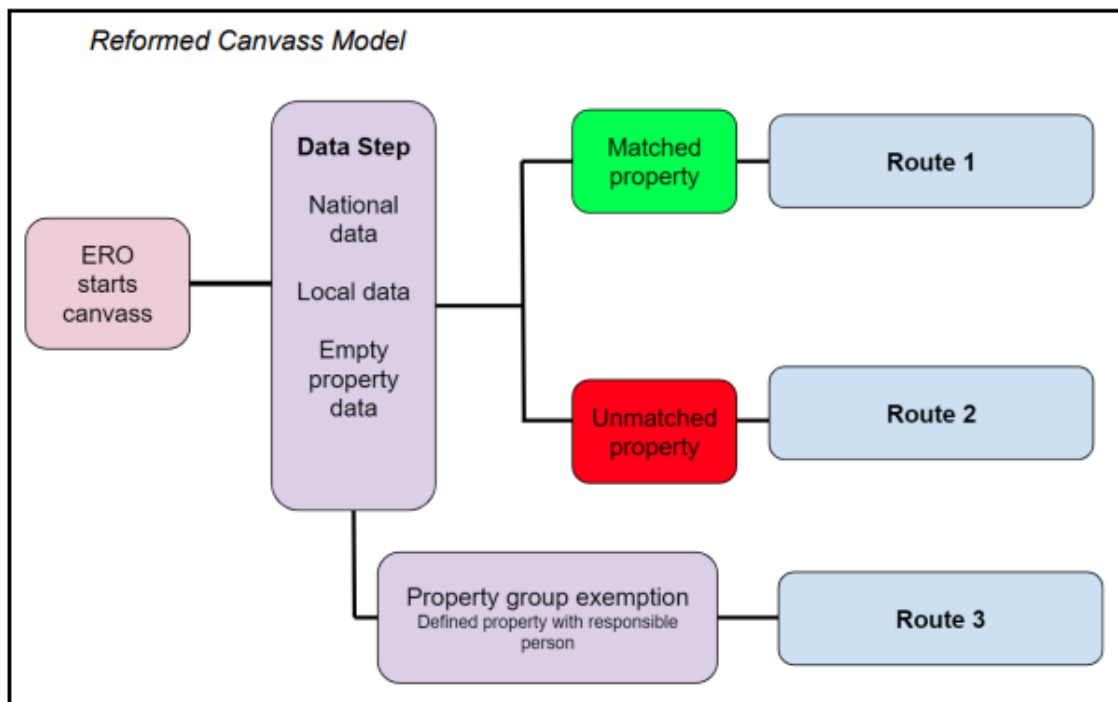 Reformed Canvass Model
ERO
starts
canvass
Data Step
National
data
Local data
Empty
property
data
Matched
property
Route 1
Unmatched
property
Route 2
Property group exemption
Defined property with responsible
person
Route 3